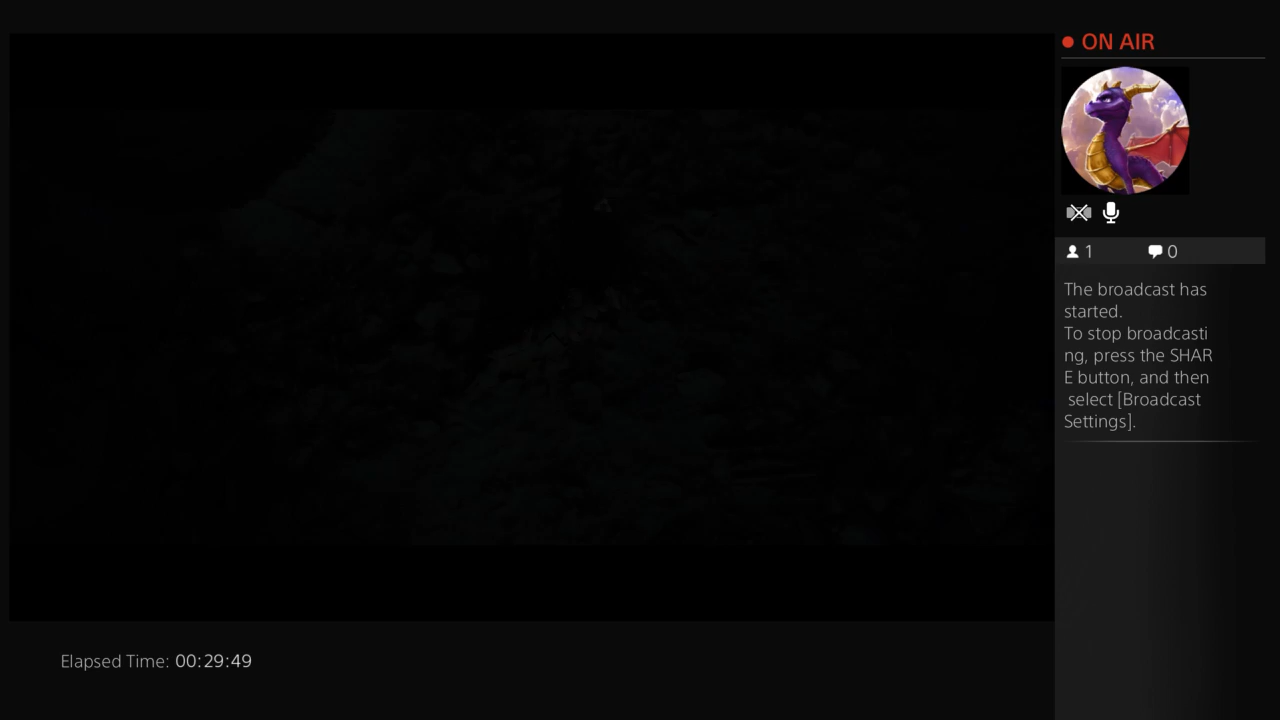 ON AIR
1 0
The broadcast has
started.
To stop broadcasti
ng, press the SHAR
E button, and then
select [Broadcast
Settings].
Elapsed Time: 00:29:49